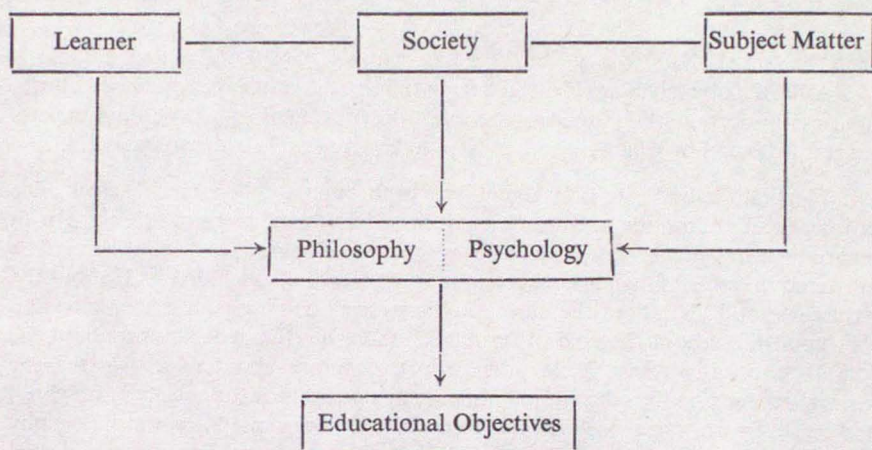 Learner Society Subject Matter
Philosophy Psychology
Educational Objectives